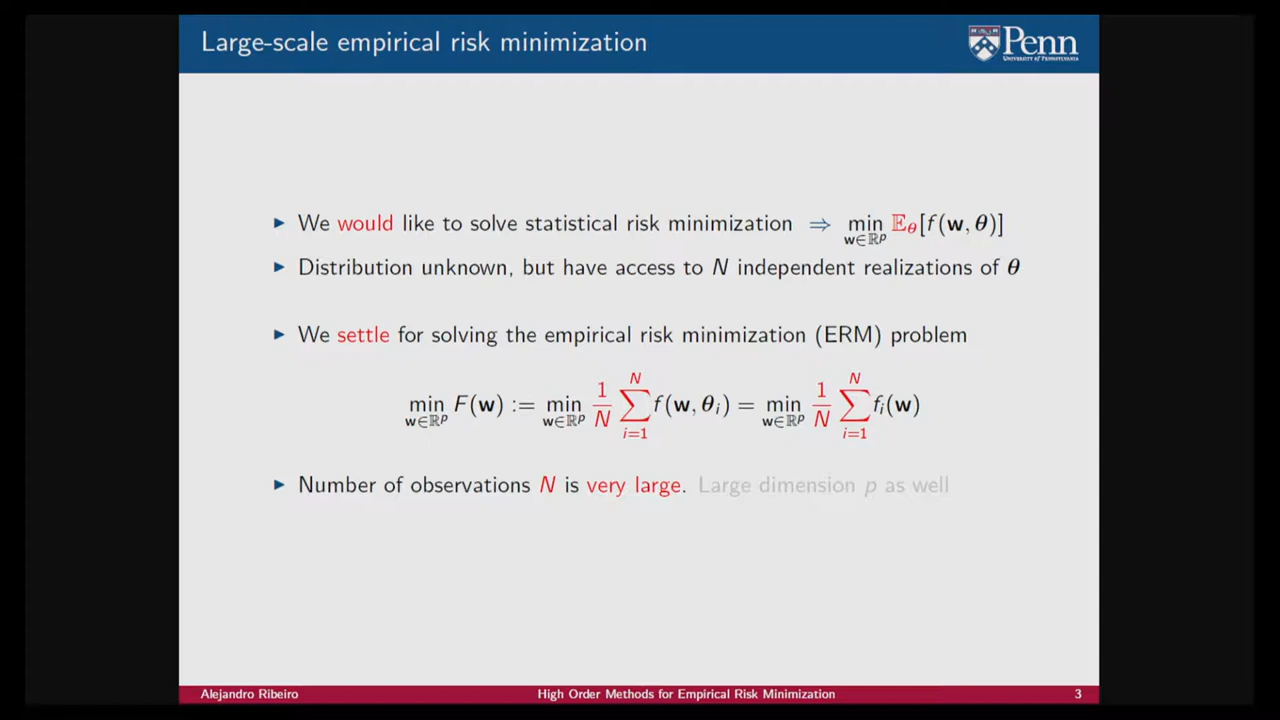 Large-scale empirical risk minimization
Penn
UNIVERSITY of PENNSYLVANIA
▶ We would like to solve statistical risk minimization ⇒ min_{w∈ℝ^p} 𝔼_θ[f(w, θ)]
▶ Distribution unknown, but have access to N independent realizations of θ
▶ We settle for solving the empirical risk minimization (ERM) problem
min_{w∈ℝ^p} F(w) := min_{w∈ℝ^p} 1/N ∑_{i=1}^{N} f(w, θ_i) = min_{w∈ℝ^p} 1/N ∑_{i=1}^{N} f_i(w)
▶ Number of observations N is very large. Large dimension p as well
Alejandro Ribeiro High Order Methods for Empirical Risk Minimization 3